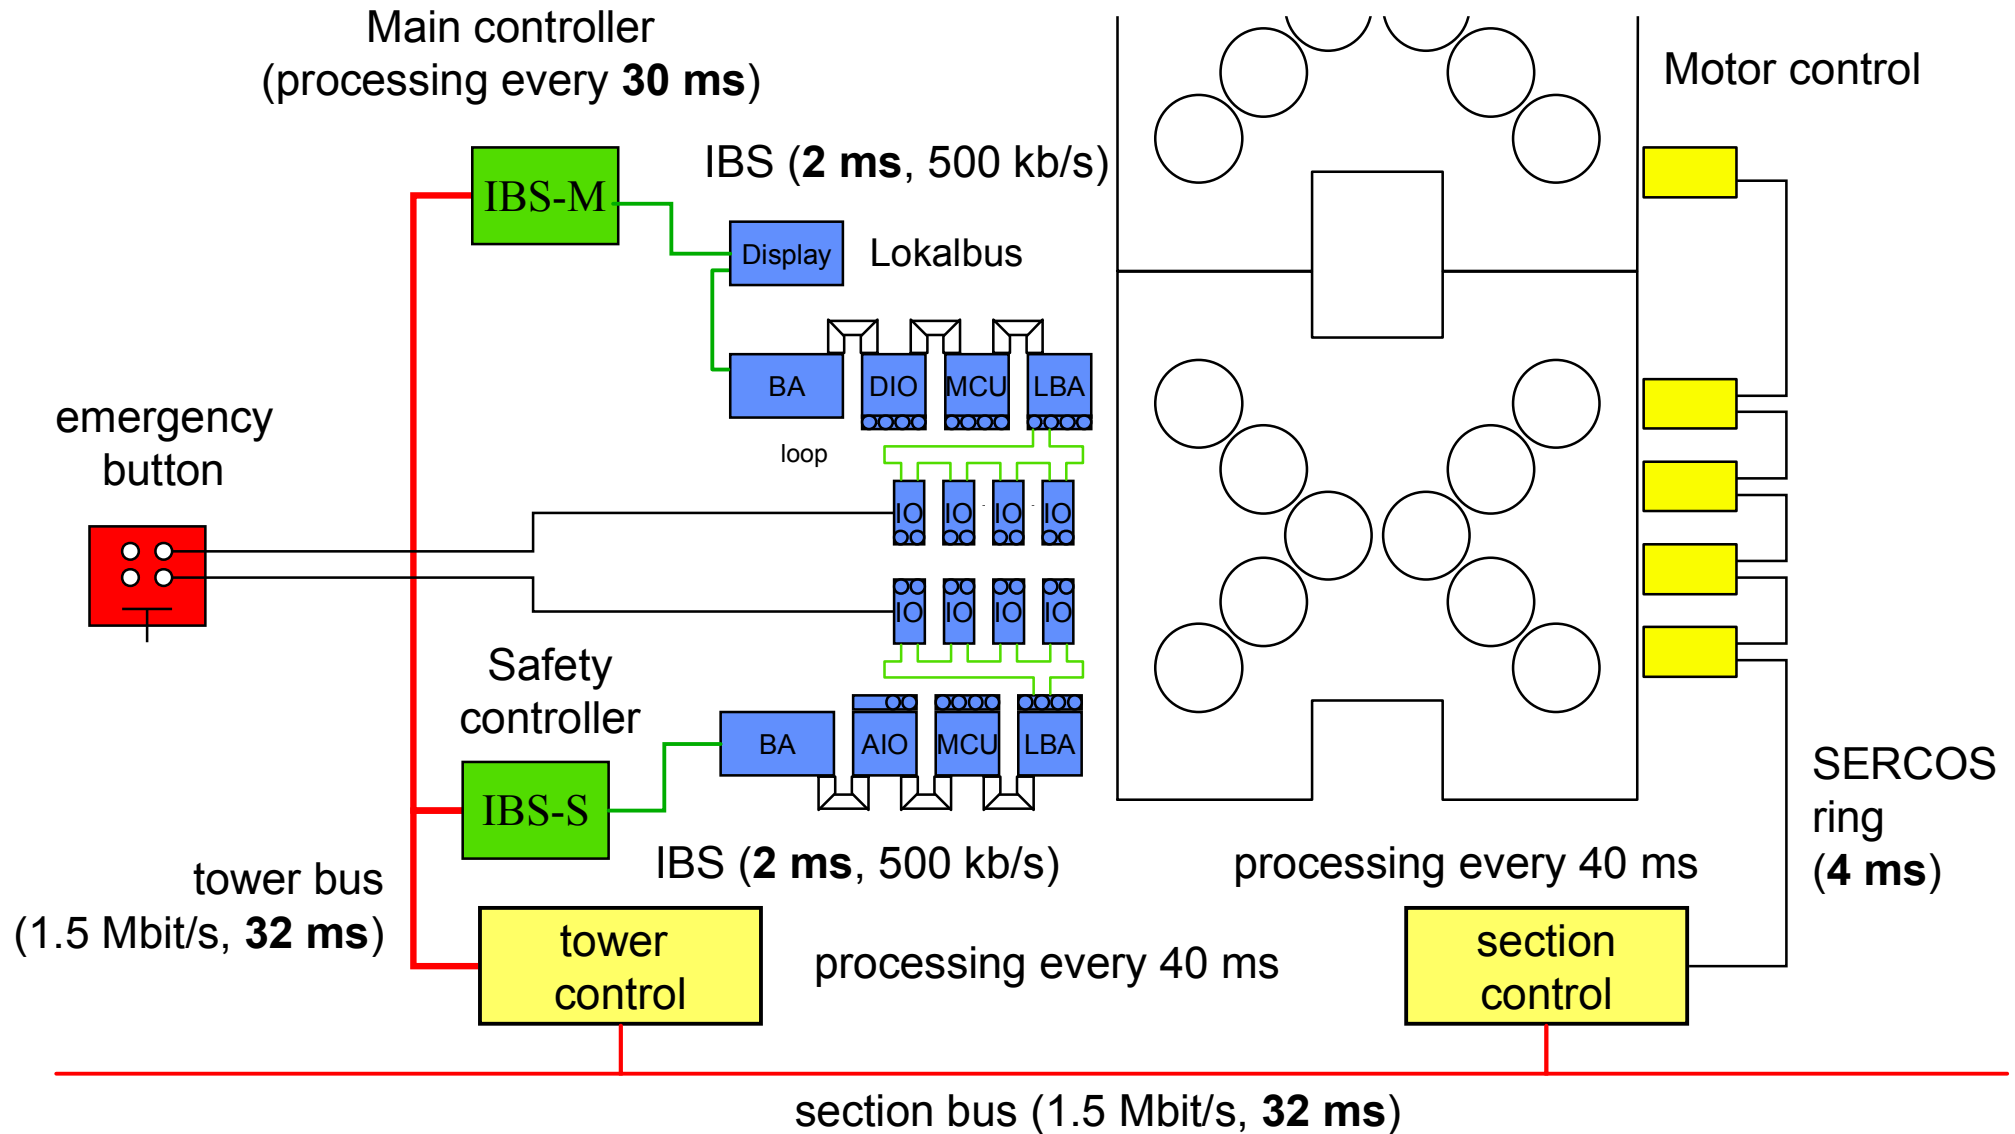 Main controller
(processing every 30 ms)
Motor control
IBS (2 ms, 500 kb/s)
IBS-M
Display
Lokalbus
BA
DIO
MCU
LBA
loop
emergency
button
IO
IO
IO
IO
IO
IO
IO
IO
Safety
controller
BA
AIO
MCU
LBA
IBS-S
SERCOS
ring
(4 ms)
IBS (2 ms, 500 kb/s)
processing every 40 ms
tower bus
(1.5 Mbit/s, 32 ms)
tower
control
processing every 40 ms
section
control
section bus (1.5 Mbit/s, 32 ms)